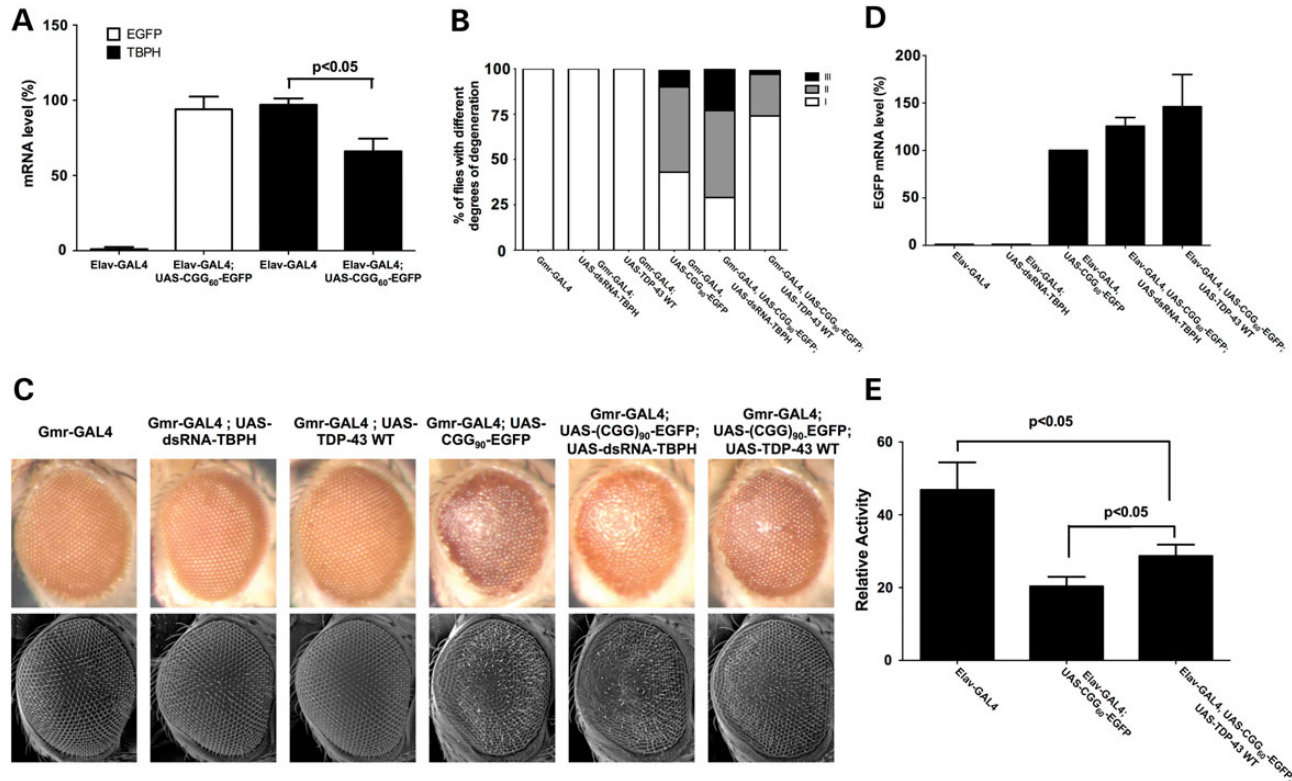 A
150
100
50
0
mRNA level (%)
EGFP
TBPH
p<0.05
Elav-GAL4
Elav-GAL4;
UAS-CGG60-EGFP
Elav-GAL4
Elav-GAL4;
UAS-CGG60-EGFP
B
100
75
50
25
0
% of flies with different
degrees of degeneration
III
II
I
Gmr-GAL4
Gmr-GAL4;
UAS-dsRNA-TBPH
Gmr-GAL4;
UAS-TDP-43 WT
Gmr-GAL4;
UAS-CGG90-EGFP
Gmr-GAL4, UAS-CGG90-EGFP;
UAS-dsRNA-TBPH
Gmr-GAL4, UAS-CGG90-EGFP;
UAS-TDP-43 WT
D
200
150
100
50
0
EGFP mRNA level (%)
Elav-GAL4
Elav-GAL4;
UAS-dsRNA-TBPH
Elav-GAL4,
UAS-CGG60-EGFP
Elav-GAL4, UAS-CGG60-EGFP;
UAS-dsRNA-TBPH
Elav-GAL4, UAS-CGG60-EGFP;
UAS-TDP-43 WT
C
Gmr-GAL4
Gmr-GAL4 ; UAS-
dsRNA-TBPH
Gmr-GAL4 ; UAS-
TDP-43 WT
Gmr-GAL4; UAS-
CGG90-EGFP
Gmr-GAL4;
UAS-(CGG)90-EGFP;
UAS-dsRNA-TBPH
Gmr-GAL4;
UAS-(CGG)90-EGFP;
UAS-TDP-43 WT
E
60
40
20
0
Relative Activity
p<0.05
p<0.05
Elav-GAL4
Elav-GAL4;
UAS-CGG60-EGFP
Elav-GAL4, UAS-CGG60-EGFP;
UAS-TDP-43 WT